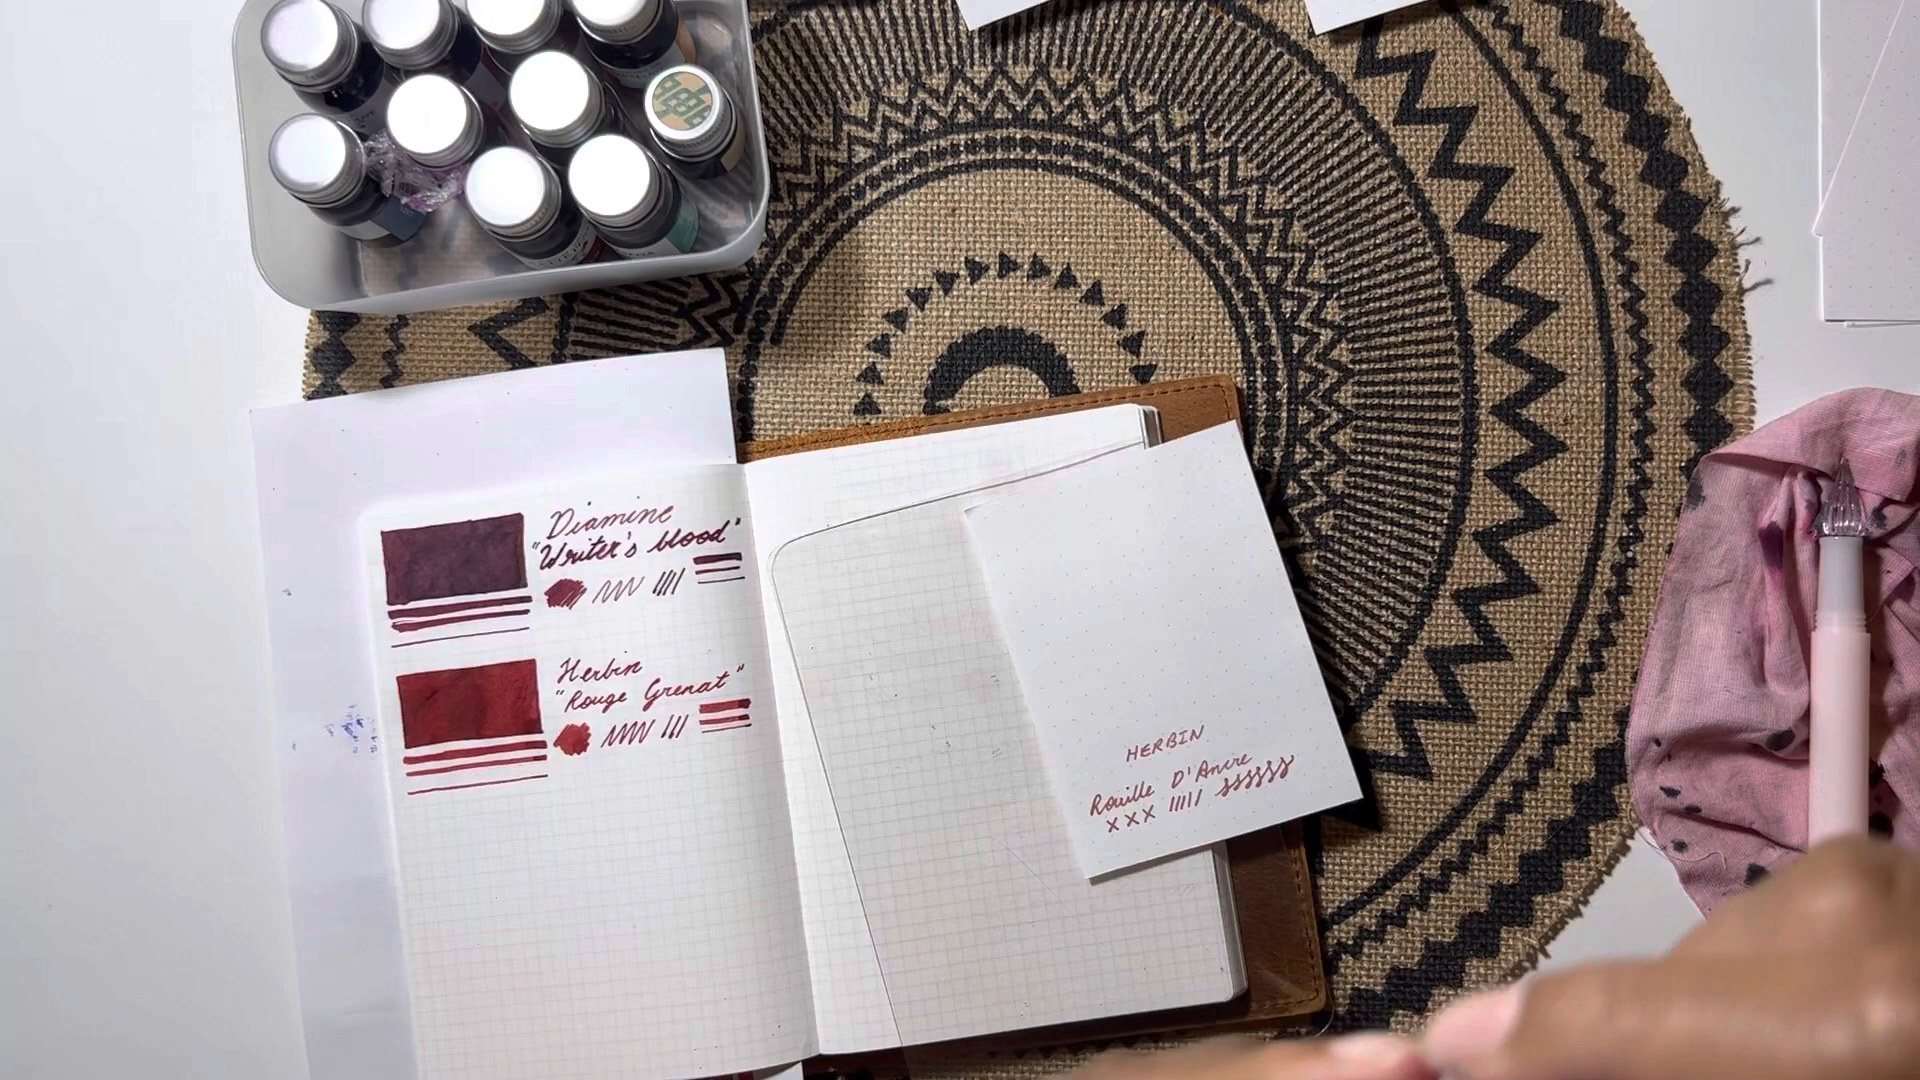 Diamine
"Writer's blood"
Herbin
"Rouge Grenat"
HERBIN
Rouille D'Ancre
xxx